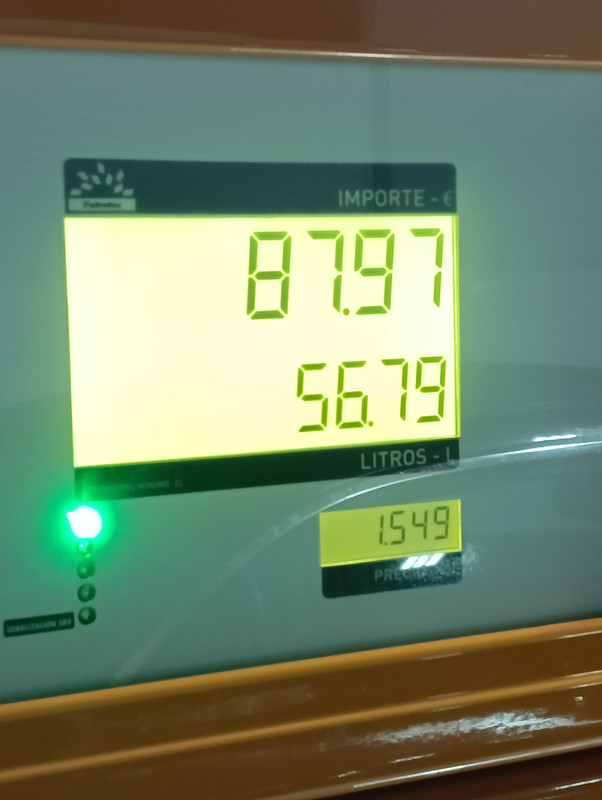 IMPORTE - €
87.97
56.79
LITROS - L
1.549